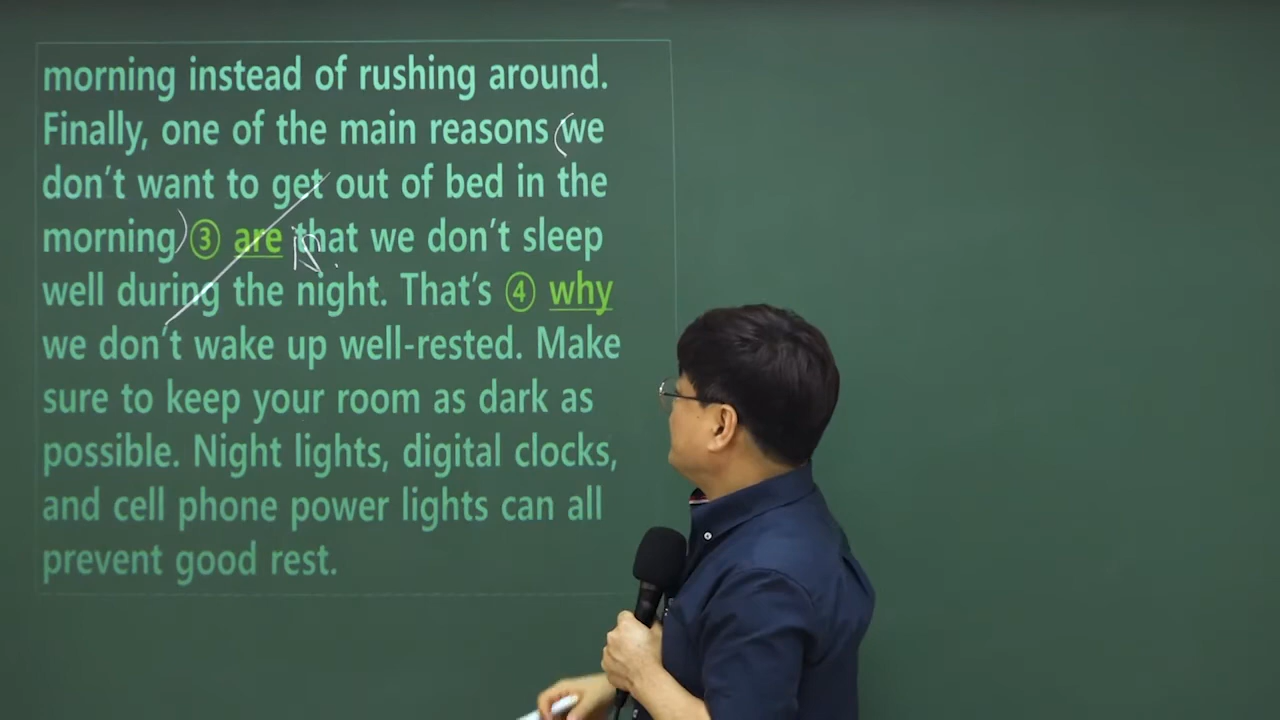 morning instead of rushing around.
Finally, one of the main reasons (we
don't want to get out of bed in the
morning) ③ are is that we don't sleep
well during the night. That's ④ why
we don't wake up well-rested. Make
sure to keep your room as dark as
possible. Night lights, digital clocks,
and cell phone power lights can all
prevent good rest.